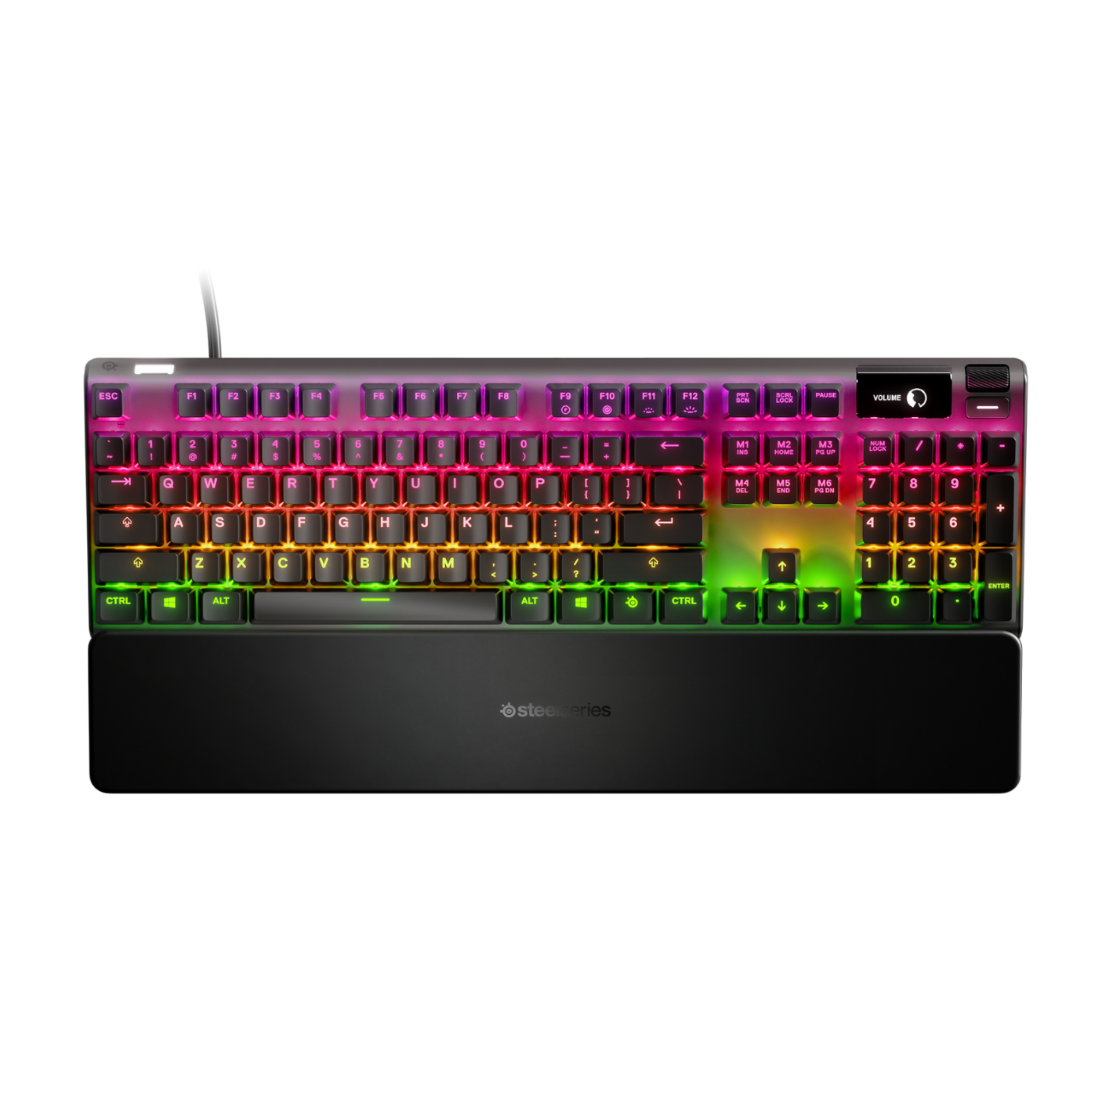 ESC F1 F2 F3 F4 F5 F6 F7 F8 F9 F10 F11 F12 PRT SCN SCRL LOCK PAUSE VOLUME
` ~ 1 ! 2 @ 3 # 4 $ 5 % 6 ^ 7 & 8 * 9 ( 0 ) - _ = + ← M1 INS M2 HOME M3 PG UP NUM LOCK / * -
Q W E R T Y U I O P [ { ] } \ | M4 DEL M5 END M6 PG DN 7 8 9 +
A S D F G H J K L ; : ' " 4 5 6
Z X C V B N M , < . > / ? ↑ 1 2 3 ENTER
CTRL ALT ALT CTRL ← ↓ → 0 .
steelseries